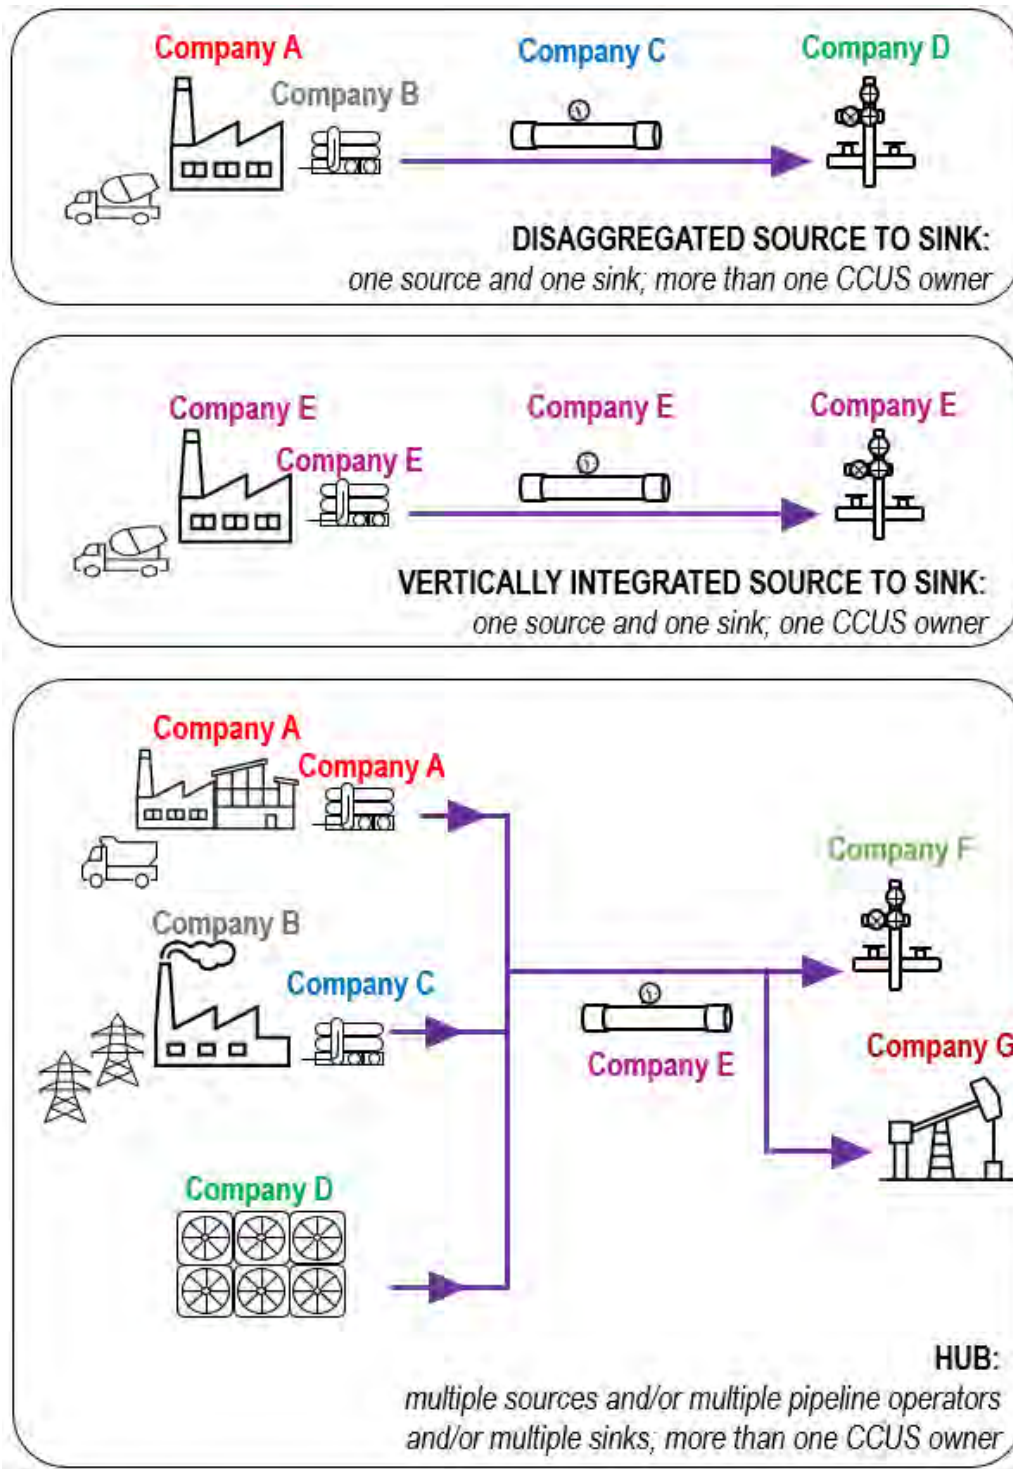 Company A
Company B
Company C
Company D
DISAGGREGATED SOURCE TO SINK:
one source and one sink; more than one CCUS owner
Company E
Company E
Company E
Company E
VERTICALLY INTEGRATED SOURCE TO SINK:
one source and one sink; one CCUS owner
Company A
Company A
Company B
Company C
Company D
Company E
Company F
Company G
HUB:
multiple sources and/or multiple pipeline operators
and/or multiple sinks; more than one CCUS owner